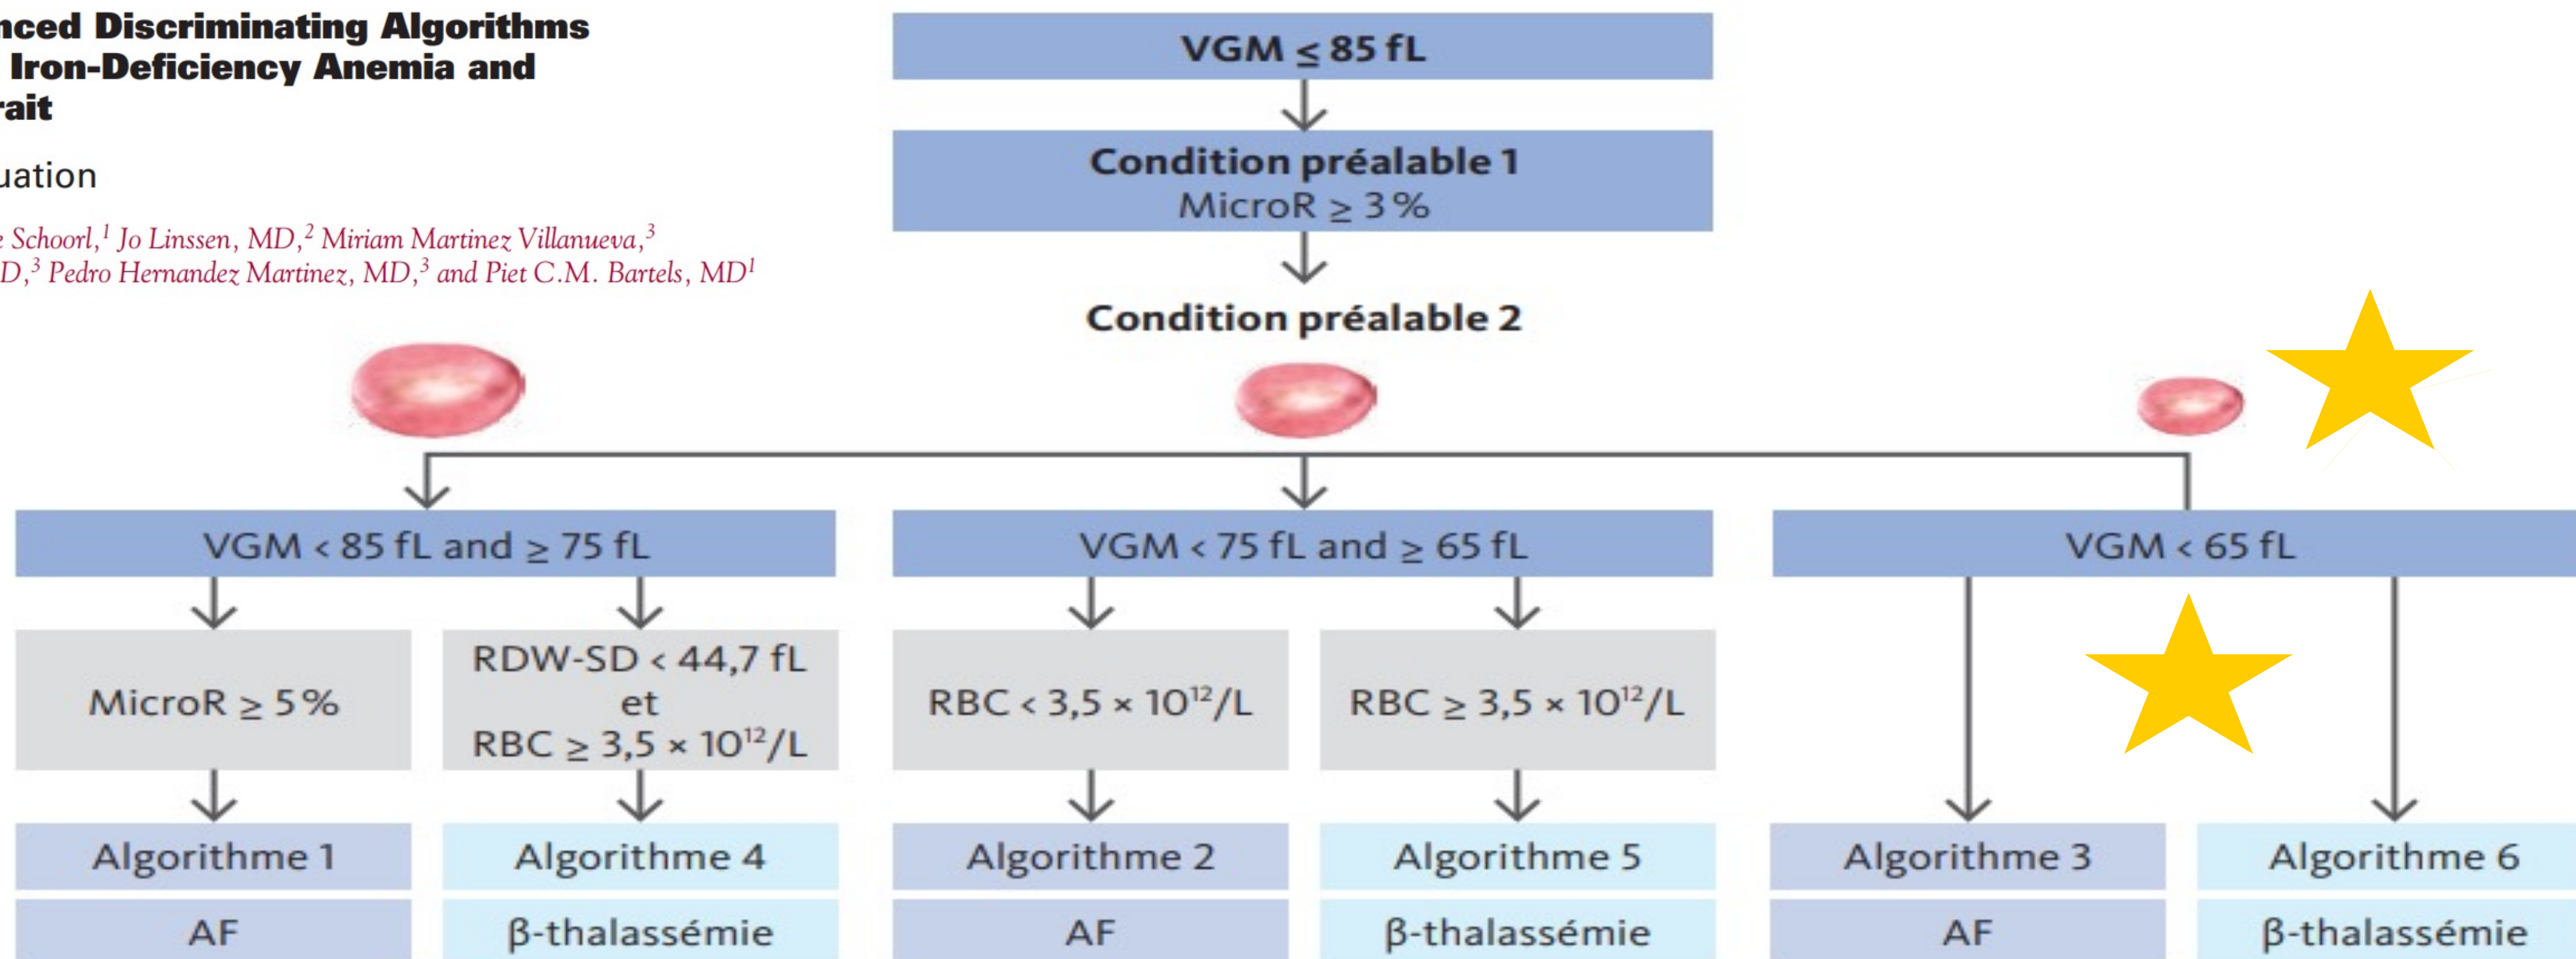 nced Discriminating Algorithms
Iron-Deficiency Anemia and
rait
uation
e Schoorl,¹ Jo Linssen, MD,² Miriam Martinez Villanueva,³
D,³ Pedro Hernandez Martinez, MD,³ and Piet C.M. Bartels, MD¹
VGM ≤ 85 fL
Condition préalable 1
MicroR ≥ 3 %
Condition préalable 2
VGM < 85 fL and ≥ 75 fL
VGM < 75 fL and ≥ 65 fL
VGM < 65 fL
MicroR ≥ 5 %
RDW-SD < 44,7 fL
et
RBC ≥ 3,5 × 10¹²/L
RBC < 3,5 × 10¹²/L
RBC ≥ 3,5 × 10¹²/L
Algorithme 1
Algorithme 4
Algorithme 2
Algorithme 5
Algorithme 3
Algorithme 6
AF
β-thalassémie
AF
β-thalassémie
AF
β-thalassémie